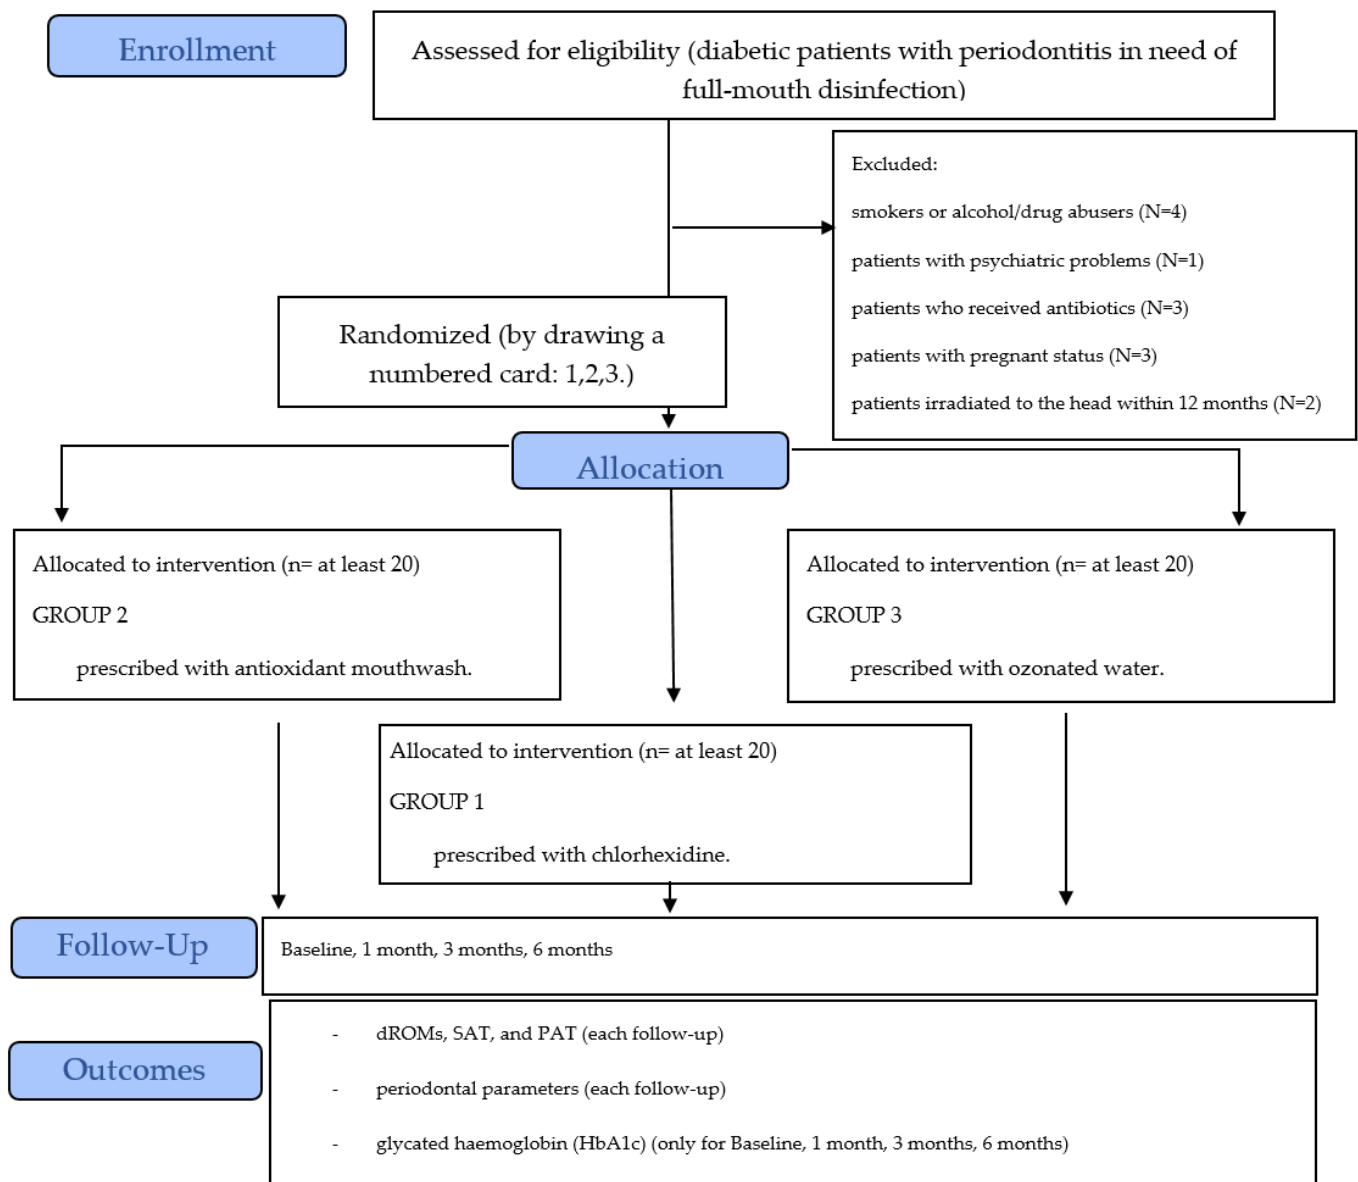 Enrollment
Assessed for eligibility (diabetic patients with periodontitis in need of
full-mouth disinfection)
Excluded:
smokers or alcohol/drug abusers (N=4)
patients with psychiatric problems (N=1)
patients who received antibiotics (N=3)
patients with pregnant status (N=3)
patients irradiated to the head within 12 months (N=2)
Randomized (by drawing a
numbered card: 1,2,3.)
Allocation
Allocated to intervention (n= at least 20)
GROUP 2
prescribed with antioxidant mouthwash.
Allocated to intervention (n= at least 20)
GROUP 3
prescribed with ozonated water.
Allocated to intervention (n= at least 20)
GROUP 1
prescribed with chlorhexidine.
Follow-Up
Baseline, 1 month, 3 months, 6 months
Outcomes
- dROMs, SAT, and PAT (each follow-up)
- periodontal parameters (each follow-up)
- glycated haemoglobin (HbA1c) (only for Baseline, 1 month, 3 months, 6 months)